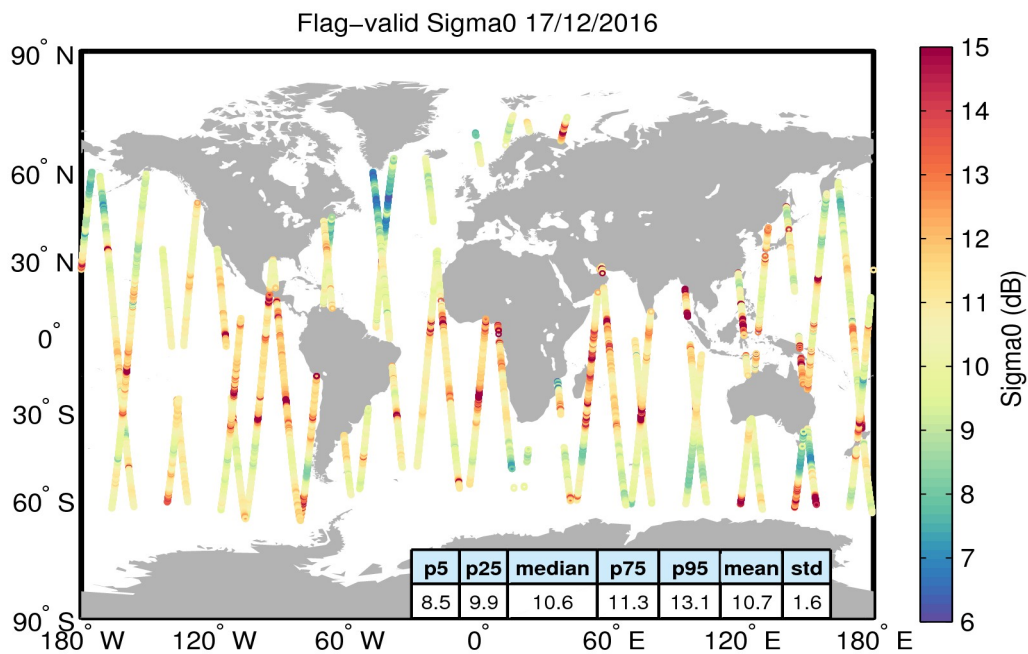 Flag−valid Sigma0 17/12/2016
90° N
60° N
30° N
0°
30° S
60° S
90° S
180° W
120° W
60° W
0°
60° E
120° E
180° E
p5 p25 median p75 p95 mean std
8.5 9.9 10.6 11.3 13.1 10.7 1.6
15
14
13
12
11
10
9
8
7
6
Sigma0 (dB)